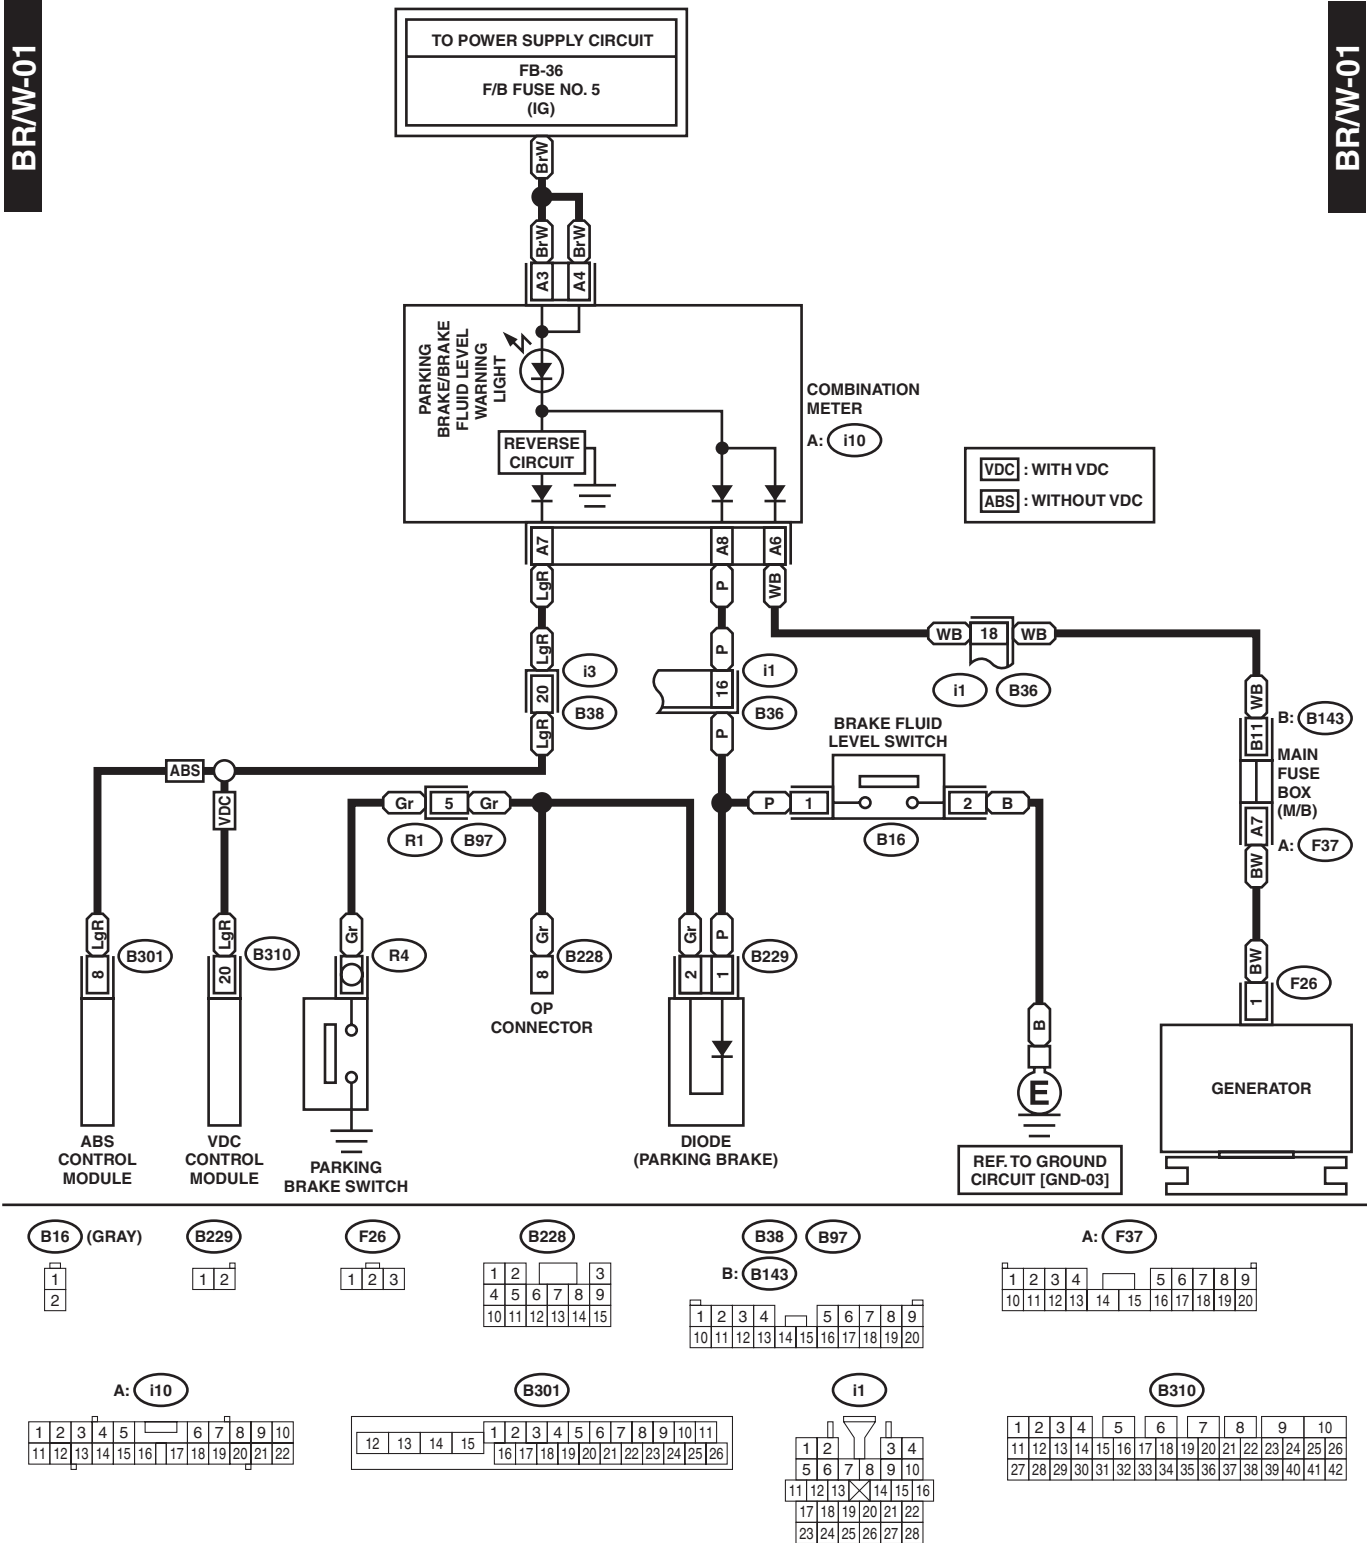 BR/W-01
BR/W-01
TO POWER SUPPLY CIRCUIT
FB-36
F/B FUSE NO. 5
(IG)
BrW
BrW
BrW
A3
A4
PARKING
BRAKE/BRAKE
FLUID LEVEL
WARNING
LIGHT
REVERSE
CIRCUIT
COMBINATION
METER
A: i10
VDC : WITH VDC
ABS : WITHOUT VDC
A7
A8
A6
LgR
P
WB
LgR
P
WB 18 WB
20
i3
B38
16
i1
B36
i1
B36
LgR
P
WB
B11
B: B143
MAIN
FUSE
BOX
(M/B)
A7
A: F37
BW
BRAKE FLUID
LEVEL SWITCH
ABS
VDC
Gr 5 Gr
R1
B97
P 1
2 B
B16
LgR
8
B301
LgR
20
B310
Gr
R4
Gr
8
B228
OP
CONNECTOR
Gr
P
2
1
B229
BW
1
F26
B
E
GENERATOR
ABS
CONTROL
MODULE
VDC
CONTROL
MODULE
PARKING
BRAKE SWITCH
DIODE
(PARKING BRAKE)
REF. TO GROUND
CIRCUIT [GND-03]
B16 (GRAY)
1
2
B229
1 2
F26
1 2 3
B228
1 2 3
4 5 6 7 8 9
10 11 12 13 14 15
B38 B97
B: B143
1 2 3 4 5 6 7 8 9
10 11 12 13 14 15 16 17 18 19 20
A: F37
1 2 3 4 5 6 7 8 9
10 11 12 13 14 15 16 17 18 19 20
A: i10
1 2 3 4 5 6 7 8 9 10
11 12 13 14 15 16 17 18 19 20 21 22
B301
1 2 3 4 5 6 7 8 9 10 11
12 13 14 15
16 17 18 19 20 21 22 23 24 25 26
i1
1 2 3 4
5 6 7 8 9 10
11 12 13 14 15 16
17 18 19 20 21 22
23 24 25 26 27 28
B310
1 2 3 4 5 6 7 8 9 10
11 12 13 14 15 16 17 18 19 20 21 22 23 24 25 26
27 28 29 30 31 32 33 34 35 36 37 38 39 40 41 42